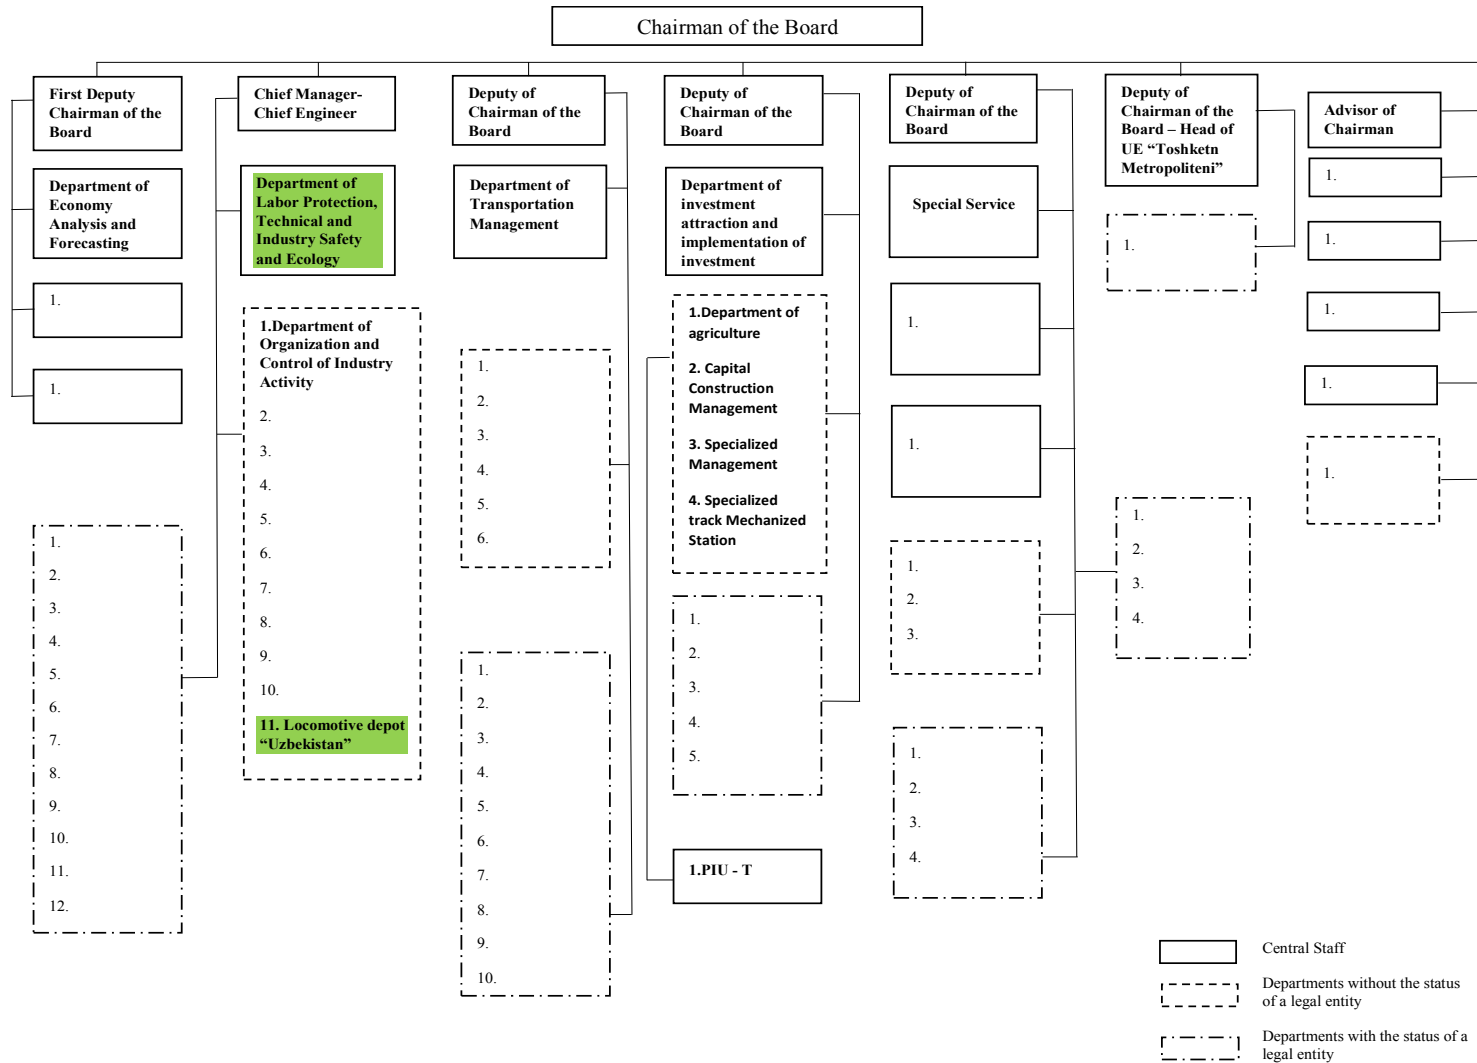 Chairman of the Board
First Deputy
Chairman of the
Board
Department of
Economy
Analysis and
Forecasting
1.
1.
1.
2.
3.
4.
5.
6.
7.
8.
9.
10.
11.
12.
Chief Manager-
Chief Engineer
Department of
Labor Protection,
Technical and
Industry Safety
and Ecology
1.Department of
Organization and
Control of Industry
Activity
2.
3.
4.
5.
6.
7.
8.
9.
10.
11. Locomotive depot
“Uzbekistan”
Deputy of
Chairman of the
Board
Department of
Transportation
Management
1.
2.
3.
4.
5.
6.
1.
2.
3.
4.
5.
6.
7.
8.
9.
10.
Deputy of
Chairman of the
Board
Department of
investment
attraction and
implementation of
investment
1.Department of
agriculture
2. Capital
Construction
Management
3. Specialized
Management
4. Specialized
track Mechanized
Station
1.
2.
3.
4.
5.
1.PIU - T
Deputy of
Chairman of the
Board
Special Service
1.
1.
1.
2.
3.
1.
2.
3.
4.
Deputy of
Chairman of the
Board – Head of
UE “Toshketn
Metropoliteni”
1.
1.
2.
3.
4.
Advisor of
Chairman
1.
1.
1.
1.
1.
Central Staff
Departments without the status
of a legal entity
Departments with the status of a
legal entity